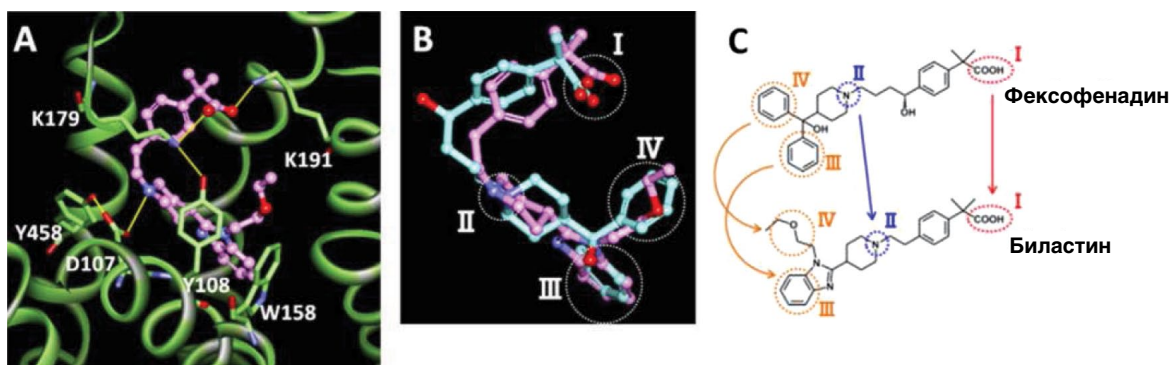 A
K179
K191
Y458
D107
Y108
W158
B
I
II
III
IV
C
I
COOH
II
N
IV
OH
OH
III
Фексофенадин
I
COOH
II
N
IV
O
N
N
III
Биластин